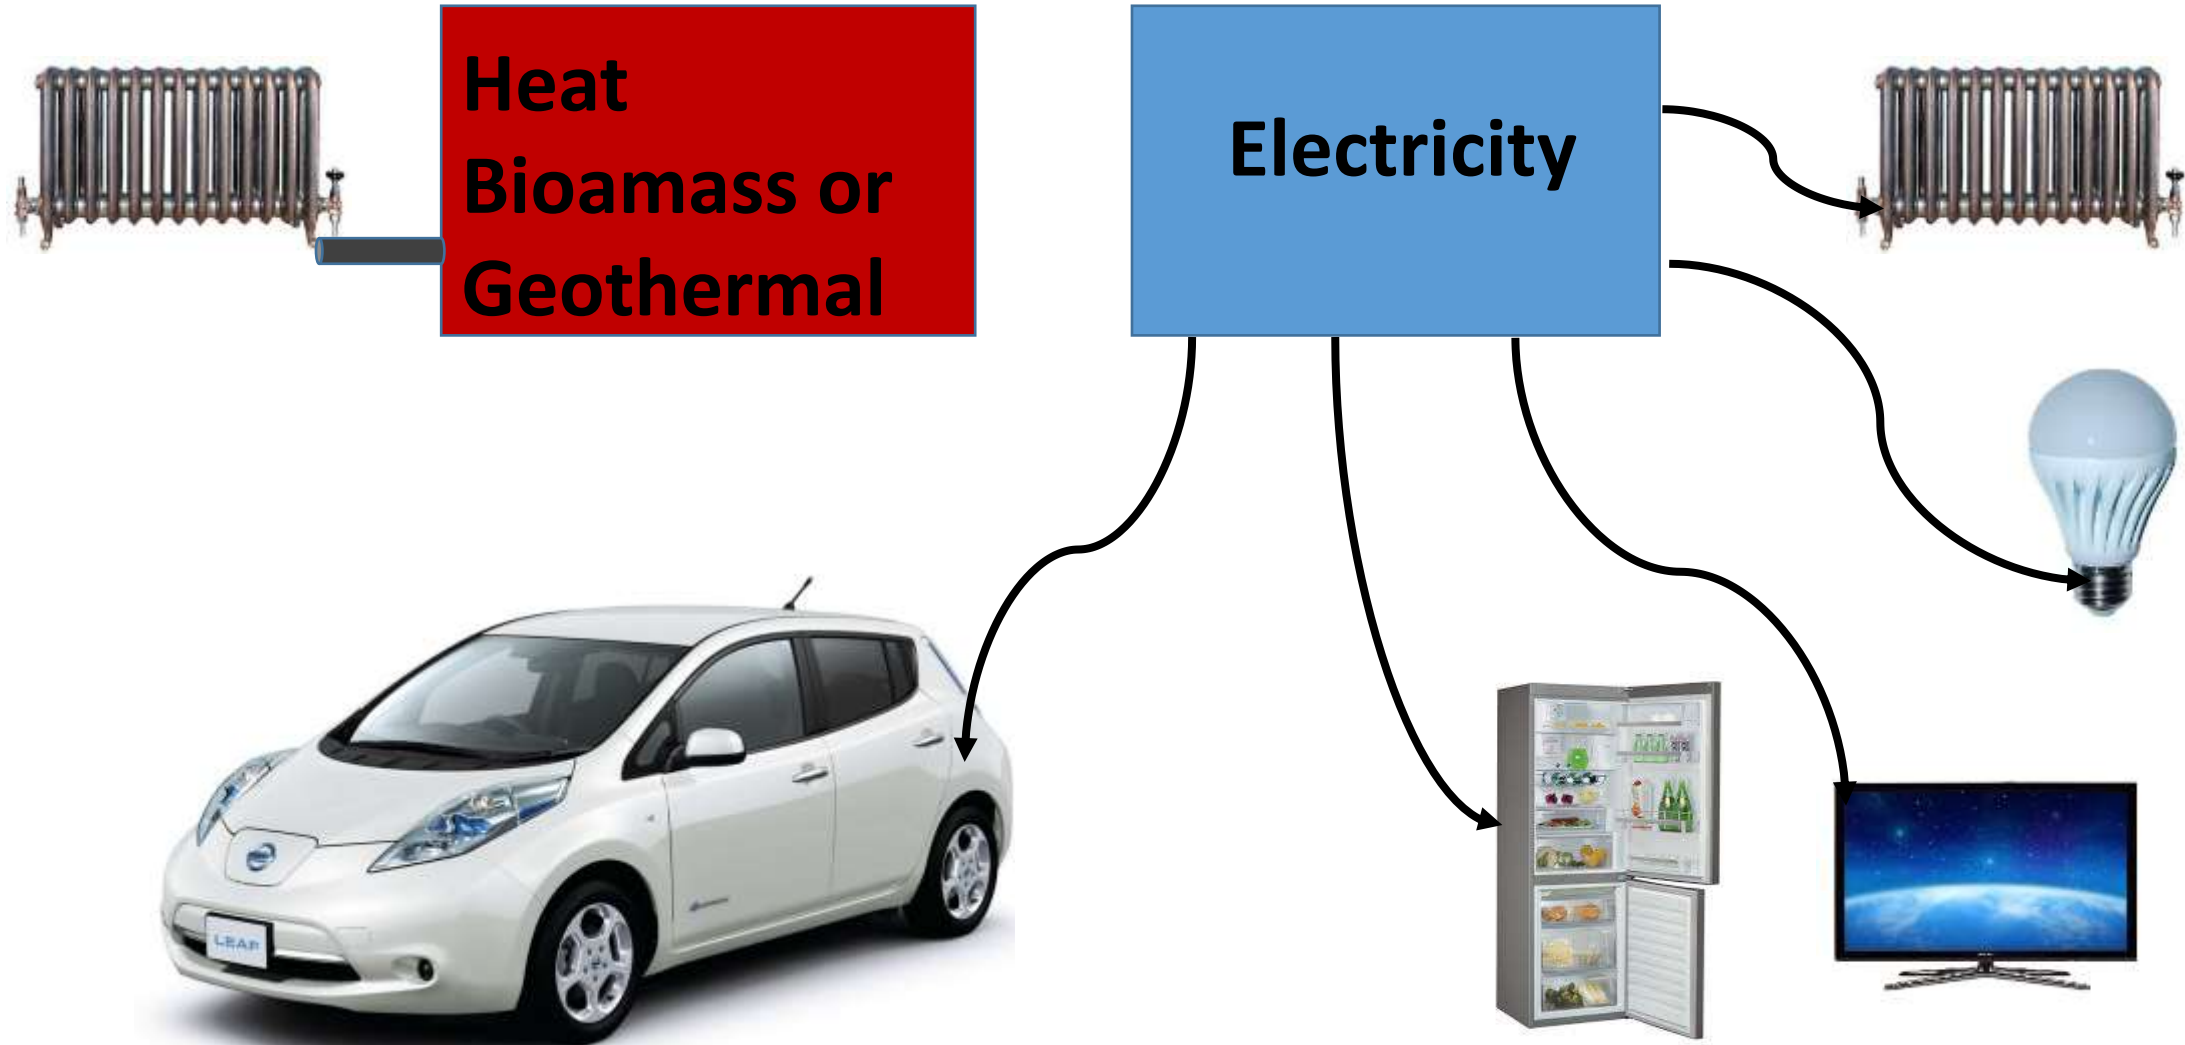 Heat
Bioamass or
Geothermal
Electricity
LEAF